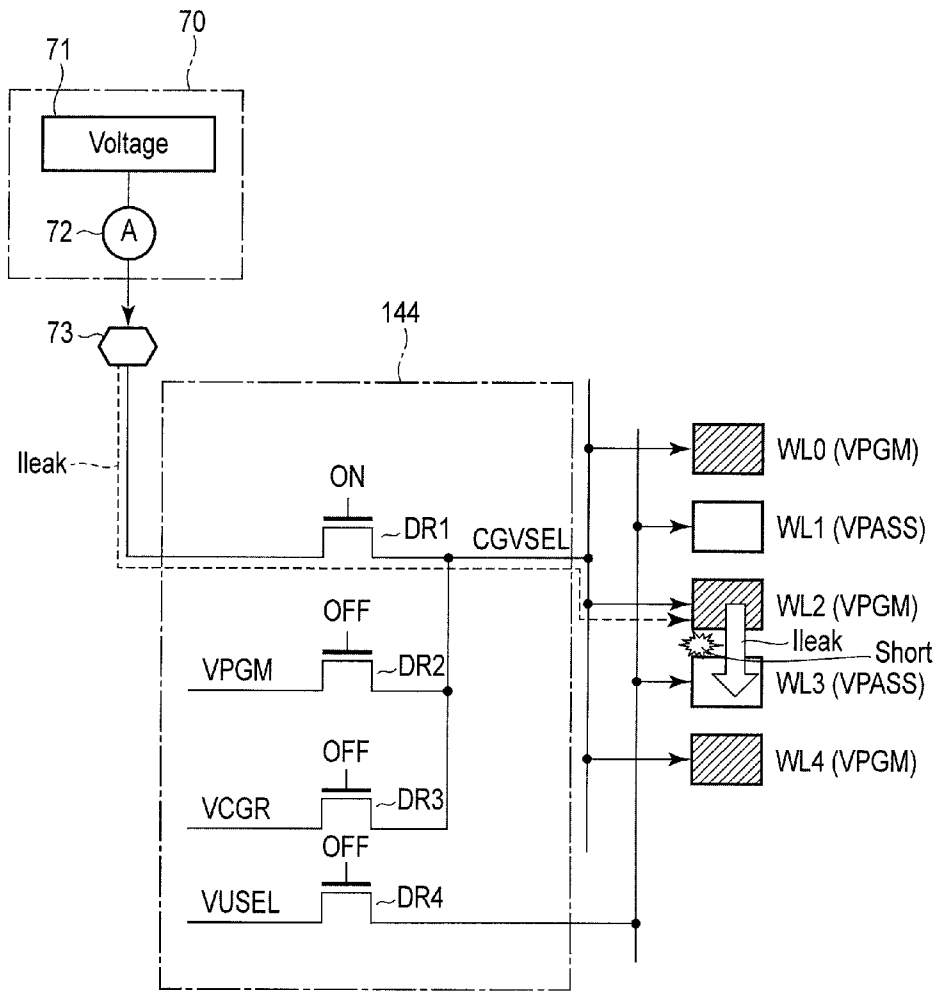 70
71
Voltage
72
A
73
144
Ileak
ON
DR1
CGVSEL
WL0 (VPGM)
WL1 (VPASS)
OFF
VPGM
DR2
WL2 (VPGM)
Ileak
Short
WL3 (VPASS)
OFF
VCGR
DR3
WL4 (VPGM)
OFF
VUSEL
DR4